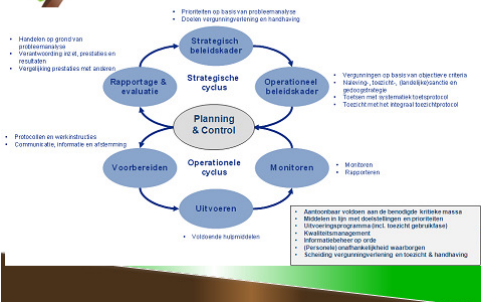 • Prioriteiten op basis van probleemanalyse
• Doelen vergunningverlening en handhaving
• Handelen op grond van
probleemanalyse
• Verantwoording inzet, prestaties en
resultaten
• Vergelijking prestaties met anderen
Strategisch
beleidskader
Rapportage &
evaluatie
Strategische
cyclus
Operationeel
beleidskader
• Vergunningen op basis van objectieve criteria
• Naleving-, toezicht-, (landelijke)sanctie en
gedoogstrategie
• Toetsen met systematiek toetsprotocol
• Toezicht met het integraal toezichtprotocol
Planning
& Control
• Protocollen en werkinstructies
• Communicatie, informatie en afstemming
Voorbereiden
Operationele
cyclus
Monitoren
• Monitoren
• Rapporteren
Uitvoeren
• Voldoende hulpmiddelen
• Aantoonbaar voldoen aan de benodigde kritieke massa
• Middelen in lijn met doelstellingen en prioriteiten
• Uitvoeringsprogramma (incl. toezicht gebruikfase)
• Kwaliteitsmanagement
• Informatiebeheer op orde
• (Personele) onafhankelijkheid waarborgen
• Scheiding vergunningverlening en toezicht & handhaving